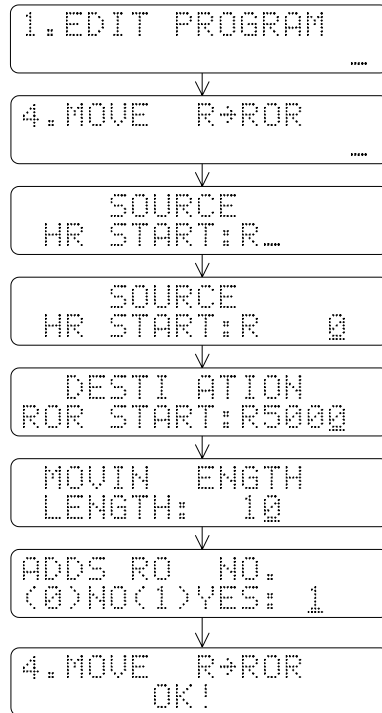 1.EDIT PROGRAM
4.MOVE R→ROR
SOURCE
HR START:R
SOURCE
HR START:R 0
DESTI ATION
ROR START:R5000
MOVIN ENGTH
LENGTH: 10
ADDS RO NO.
(0)NO(1)YES: 1
4.MOVE R→ROR
OK!